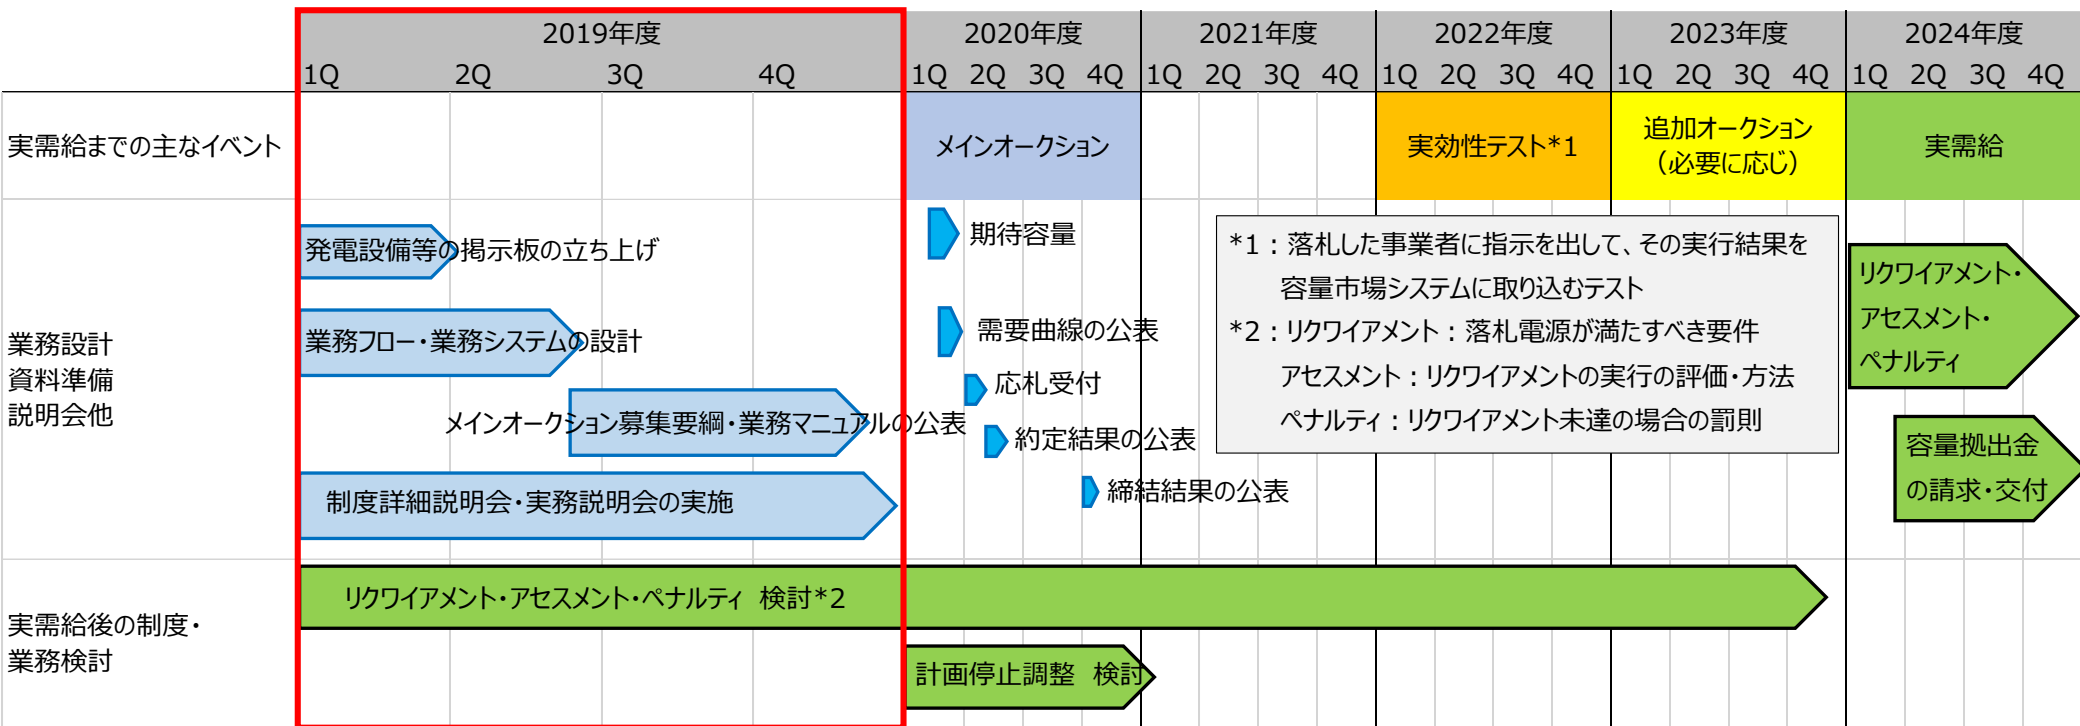 2019年度
2020年度
2021年度
2022年度
2023年度
2024年度
1Q 2Q 3Q 4Q 1Q 2Q 3Q 4Q 1Q 2Q 3Q 4Q 1Q 2Q 3Q 4Q 1Q 2Q 3Q 4Q 1Q 2Q 3Q 4Q
実需給までの主なイベント
メインオークション
実効性テスト*1
追加オークション
（必要に応じ）
実需給
業務設計
資料準備
説明会他
発電設備等の掲示板の立ち上げ
業務フロー・業務システムの設計
メインオークション募集要綱・業務マニュアルの公表
制度詳細説明会・実務説明会の実施
期待容量
需要曲線の公表
応札受付
約定結果の公表
締結結果の公表
*1：落札した事業者に指示を出して、その実行結果を
容量市場システムに取り込むテスト
*2：リクワイアメント：落札電源が満たすべき要件
アセスメント：リクワイアメントの実行の評価・方法
ペナルティ：リクワイアメント未達の場合の罰則
リクワイアメント・
アセスメント・
ペナルティ
容量拠出金
の請求・交付
実需給後の制度・
業務検討
リクワイアメント・アセスメント・ペナルティ 検討*2
計画停止調整 検討